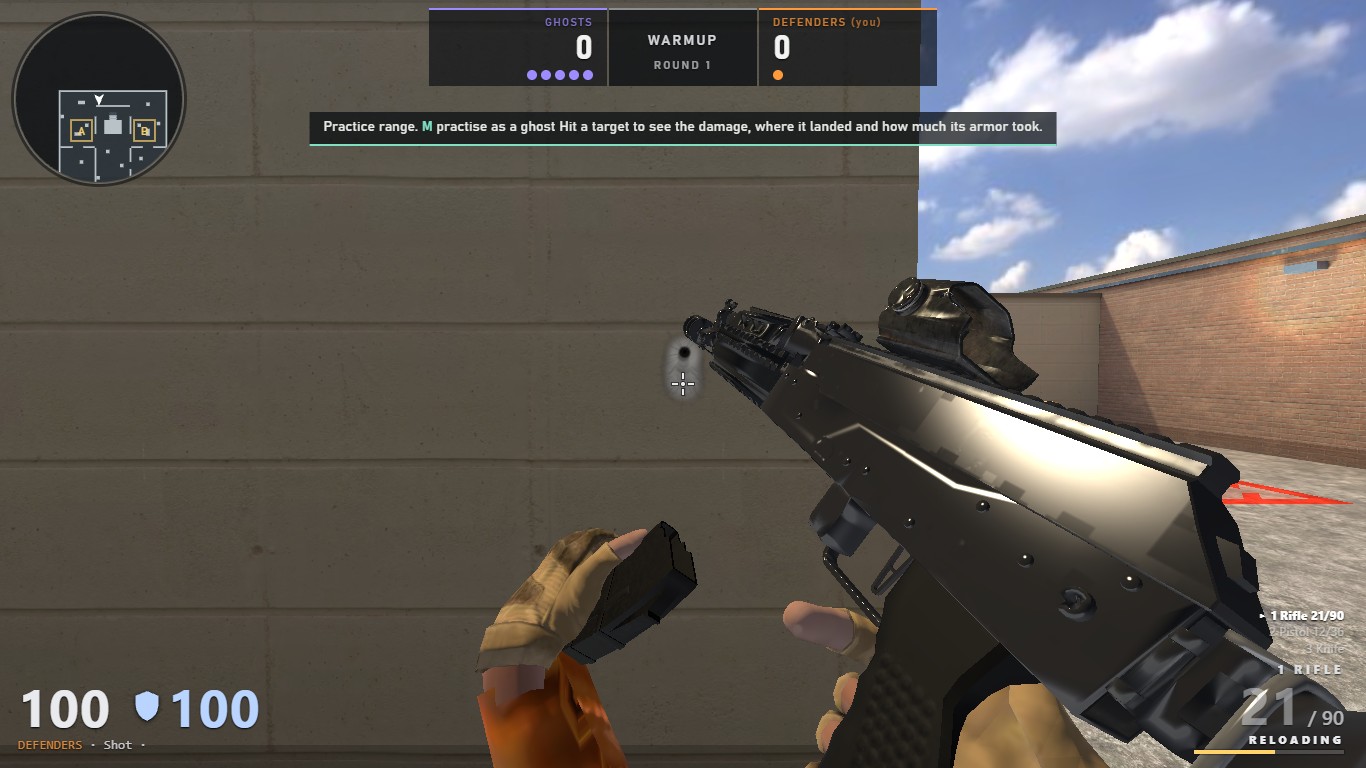 GHOSTS
0
WARMUP
ROUND 1
DEFENDERS (you)
0
Practice range. M practise as a ghost Hit a target to see the damage, where it landed and how much its armor took.
A
B
1 Rifle 21/90
2 Pistol 12/36
3 Knife
1 RIFLE
21 / 90
RELOADING
100 100
DEFENDERS · Shot ·